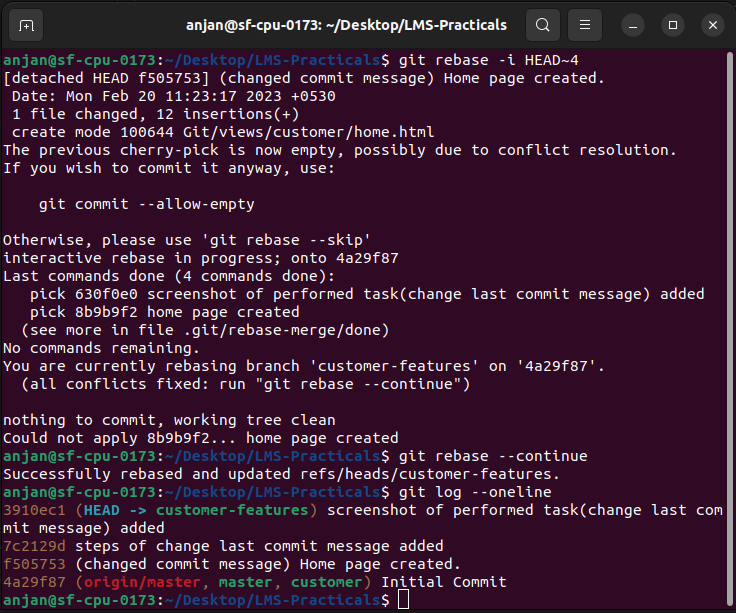 anjan@sf-cpu-0173: ~/Desktop/LMS-Practicals
anjan@sf-cpu-0173:~/Desktop/LMS-Practicals$ git rebase -i HEAD~4
[detached HEAD f505753] (changed commit message) Home page created.
 Date: Mon Feb 20 11:23:17 2023 +0530
 1 file changed, 12 insertions(+)
 create mode 100644 Git/views/customer/home.html
The previous cherry-pick is now empty, possibly due to conflict resolution.
If you wish to commit it anyway, use:

    git commit --allow-empty

Otherwise, please use 'git rebase --skip'
interactive rebase in progress; onto 4a29f87
Last commands done (4 commands done):
   pick 630f0e0 screenshot of performed task(change last commit message) added
   pick 8b9b9f2 home page created
  (see more in file .git/rebase-merge/done)
No commands remaining.
You are currently rebasing branch 'customer-features' on '4a29f87'.
  (all conflicts fixed: run "git rebase --continue")

nothing to commit, working tree clean
Could not apply 8b9b9f2... home page created
anjan@sf-cpu-0173:~/Desktop/LMS-Practicals$ git rebase --continue
Successfully rebased and updated refs/heads/customer-features.
anjan@sf-cpu-0173:~/Desktop/LMS-Practicals$ git log --oneline
3910ec1 (HEAD -> customer-features) screenshot of performed task(change last com
mit message) added
7c2129d steps of change last commit message added
f505753 (changed commit message) Home page created.
4a29f87 (origin/master, master, customer) Initial Commit
anjan@sf-cpu-0173:~/Desktop/LMS-Practicals$